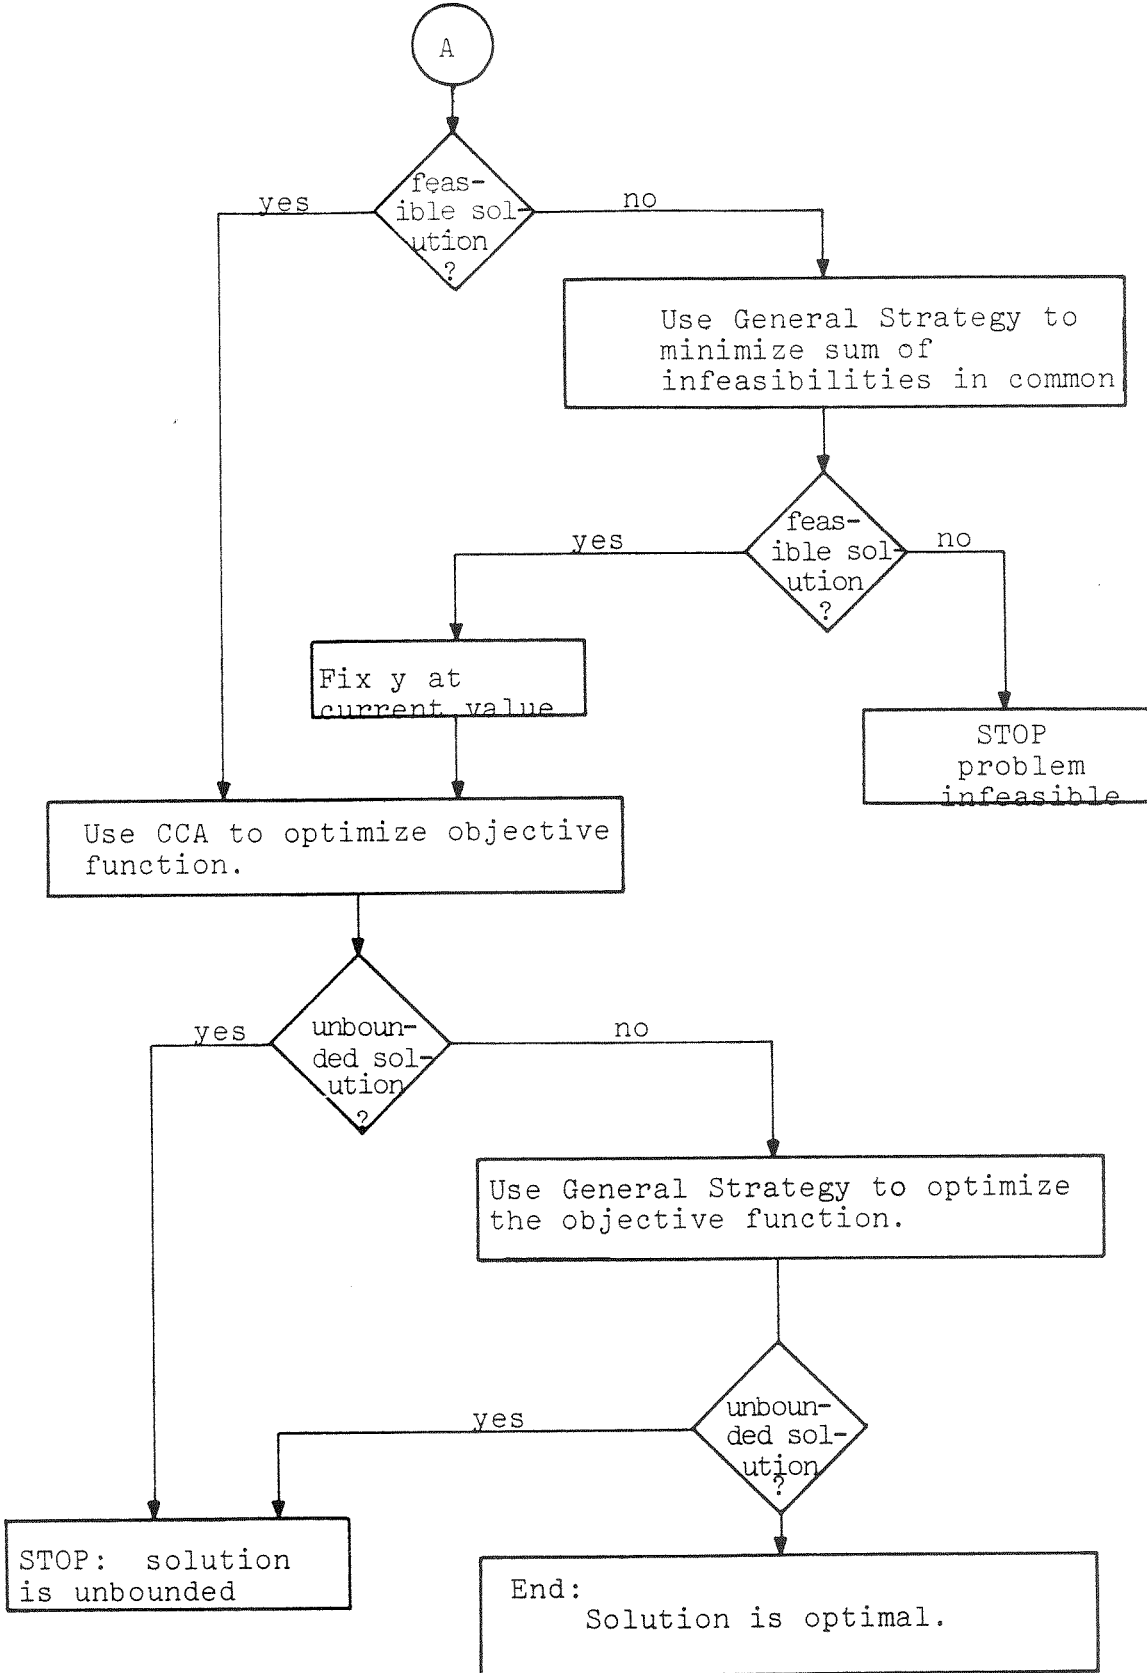 A
feas-
ible sol-
ution
?
yes
no
Use General Strategy to
minimize sum of
infeasibilities in common
feas-
ible sol-
ution
?
yes
no
Fix y at
current value
STOP
problem
infeasible
Use CCA to optimize objective
function.
unboun-
ded sol-
ution
?
yes
no
Use General Strategy to optimize
the objective function.
unboun-
ded sol-
ution
?
yes
STOP: solution
is unbounded
End:
Solution is optimal.